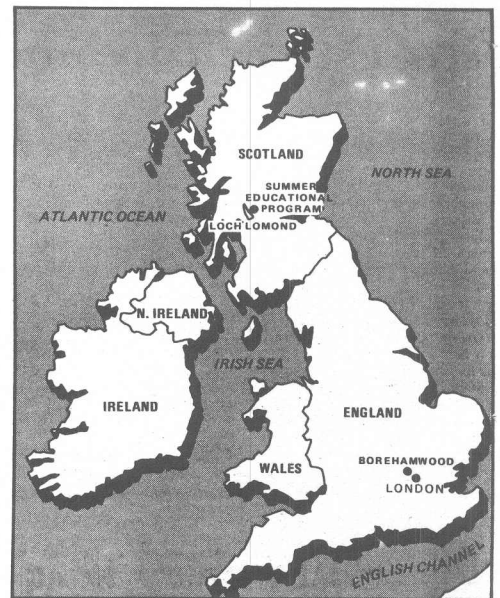 SCOTLAND
NORTH SEA
SUMMER
EDUCATIONAL
PROGRAM
ATLANTIC OCEAN
LOCH LOMOND
N. IRELAND
IRISH SEA
IRELAND
ENGLAND
WALES
BOREHAMWOOD
LONDON
ENGLISH CHANNEL